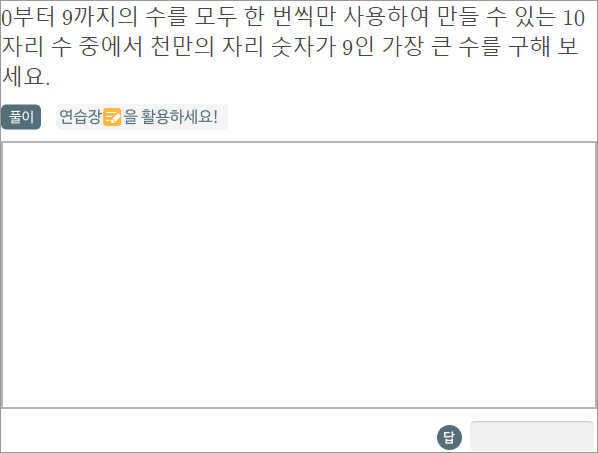 0부터 9까지의 수를 모두 한 번씩만 사용하여 만들 수 있는 10
자리 수 중에서 천만의 자리 숫자가 9인 가장 큰 수를 구해 보
세요.
풀이 연습장을 활용하세요!
답